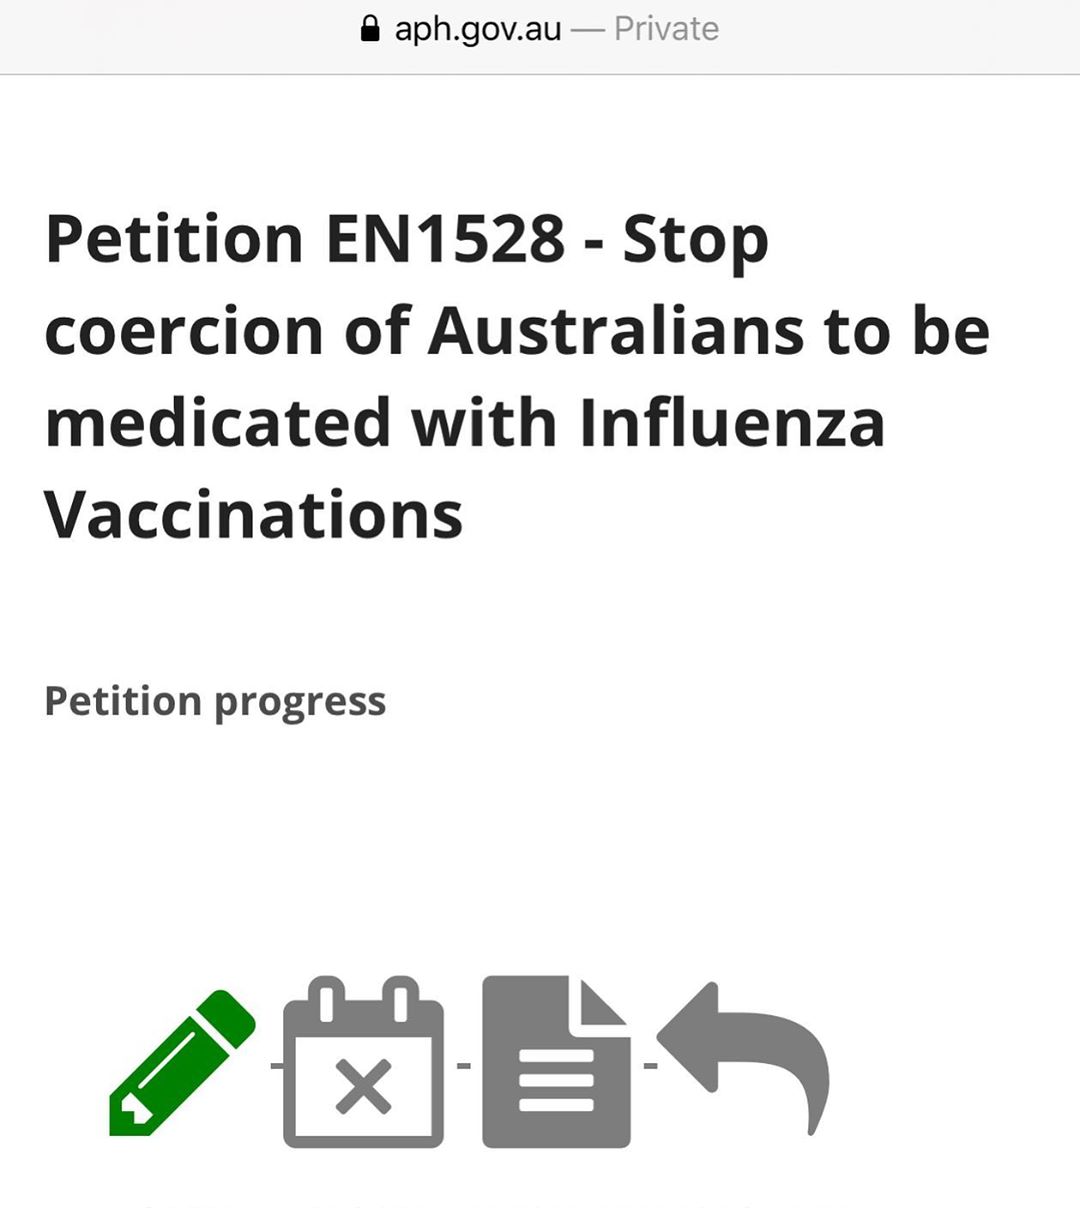 aph.gov.au — Private
Petition EN1528 - Stop
coercion of Australians to be
medicated with Influenza
Vaccinations
Petition progress